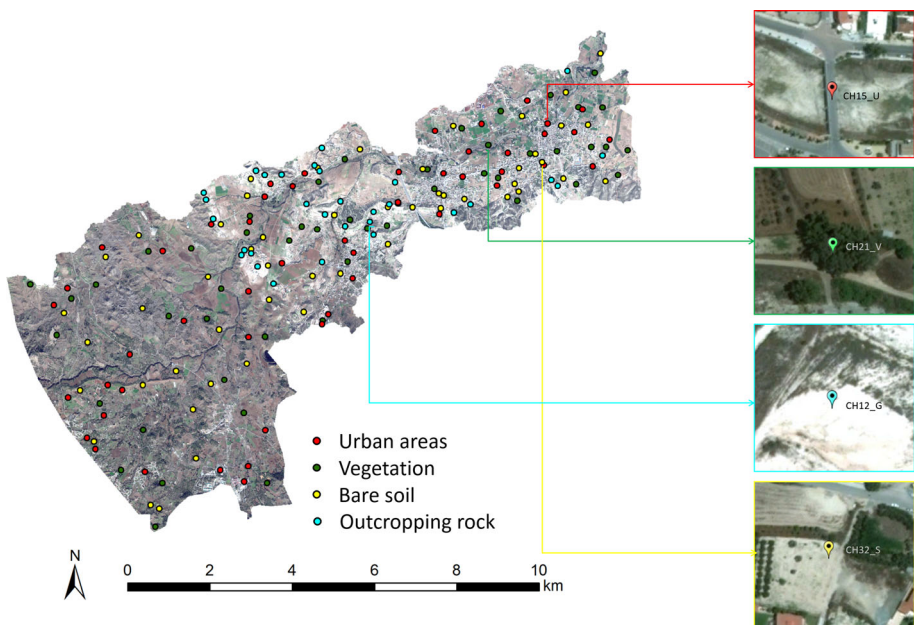 CH15_U
CH21_V
CH12_G
CH32_S
Urban areas
Vegetation
Bare soil
Outcropping rock
N
0 2 4 6 8 10
km